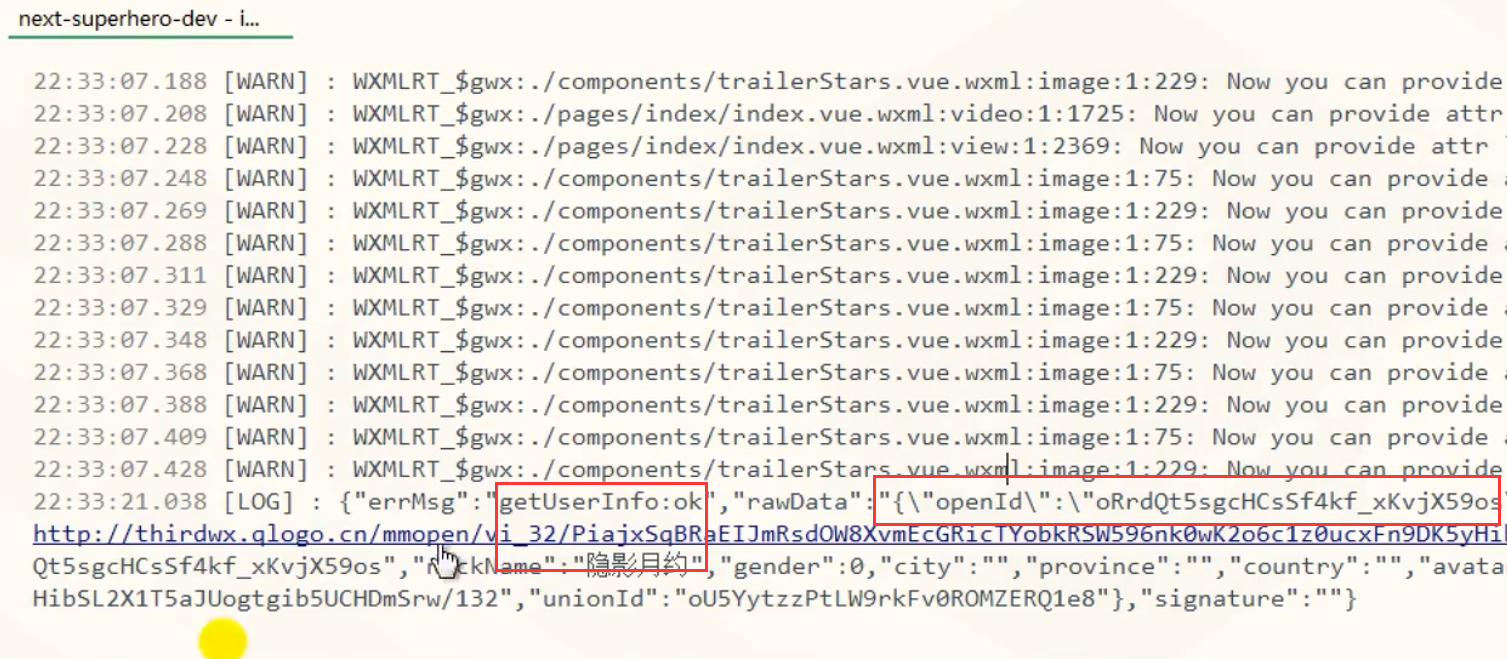 next-superhero-dev - i...
22:33:07.188 [WARN] : WXMLRT_$gwx:./components/trailerStars.vue.wxml:image:1:229: Now you can provide
22:33:07.208 [WARN] : WXMLRT_$gwx:./pages/index/index.vue.wxml:video:1:1725: Now you can provide attr
22:33:07.228 [WARN] : WXMLRT_$gwx:./pages/index/index.vue.wxml:view:1:2369: Now you can provide attr
22:33:07.248 [WARN] : WXMLRT_$gwx:./components/trailerStars.vue.wxml:image:1:75: Now you can provide
22:33:07.269 [WARN] : WXMLRT_$gwx:./components/trailerStars.vue.wxml:image:1:229: Now you can provide
22:33:07.288 [WARN] : WXMLRT_$gwx:./components/trailerStars.vue.wxml:image:1:75: Now you can provide
22:33:07.311 [WARN] : WXMLRT_$gwx:./components/trailerStars.vue.wxml:image:1:229: Now you can provide
22:33:07.329 [WARN] : WXMLRT_$gwx:./components/trailerStars.vue.wxml:image:1:75: Now you can provide
22:33:07.348 [WARN] : WXMLRT_$gwx:./components/trailerStars.vue.wxml:image:1:229: Now you can provide
22:33:07.368 [WARN] : WXMLRT_$gwx:./components/trailerStars.vue.wxml:image:1:75: Now you can provide
22:33:07.388 [WARN] : WXMLRT_$gwx:./components/trailerStars.vue.wxml:image:1:229: Now you can provide
22:33:07.409 [WARN] : WXMLRT_$gwx:./components/trailerStars.vue.wxml:image:1:75: Now you can provide
22:33:07.428 [WARN] : WXMLRT_$gwx:./components/trailerStars.vue.wxml:image:1:229: Now you can provide
22:33:21.038 [LOG] : {"errMsg":"getUserInfo:ok","rawData":"{\"openId\":\"oRrdQt5sgcHCsSf4kf_xKvjX59os
http://thirdwx.qlogo.cn/mmopen/vi_32/PiajxSqBRaEIJmRsdOW8XvmEcGRicTYobkRSW596nk0wK2o6c1z0ucxFn9DK5yHi
Qt5sgcHCsSf4kf_xKvjX59os","nickName":"隐影月约","gender":0,"city":"","province":"","country":"","avata
HibSL2X1T5aJUogtgib5UCHDmSrw/132","unionId":"oU5YytzzPtLW9rkFv0ROMZERQ1e8"},"signature":""}